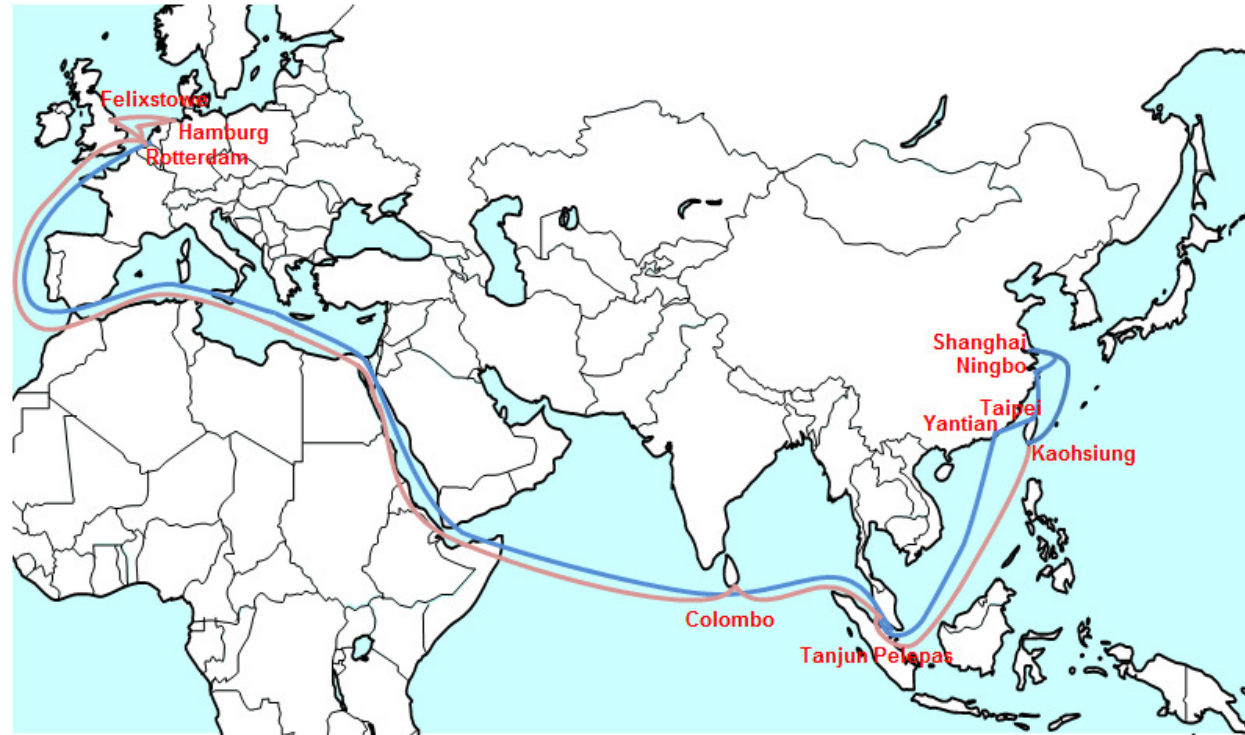 Felixstowe
Hamburg
Rotterdam
Shanghai
Ningbo
Taipei
Yantian
Kaohsiung
Colombo
Tanjun Pelepas